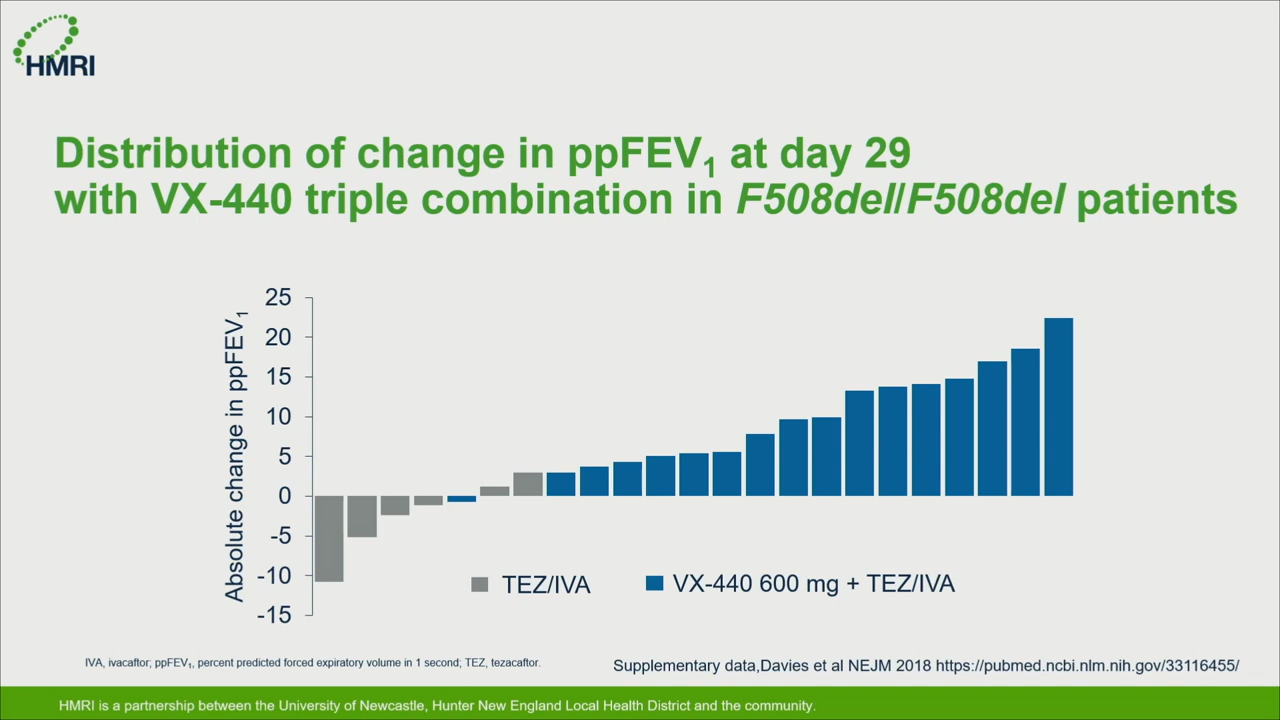 HMRI
Distribution of change in ppFEV₁ at day 29
with VX-440 triple combination in F508del/F508del patients
Absolute change in ppFEV₁
25
20
15
10
5
0
-5
-10
-15
TEZ/IVA
VX-440 600 mg + TEZ/IVA
IVA, ivacaftor; ppFEV₁, percent predicted forced expiratory volume in 1 second; TEZ, tezacaftor.
Supplementary data,Davies et al NEJM 2018 https://pubmed.ncbi.nlm.nih.gov/33116455/
HMRI is a partnership between the University of Newcastle, Hunter New England Local Health District and the community.